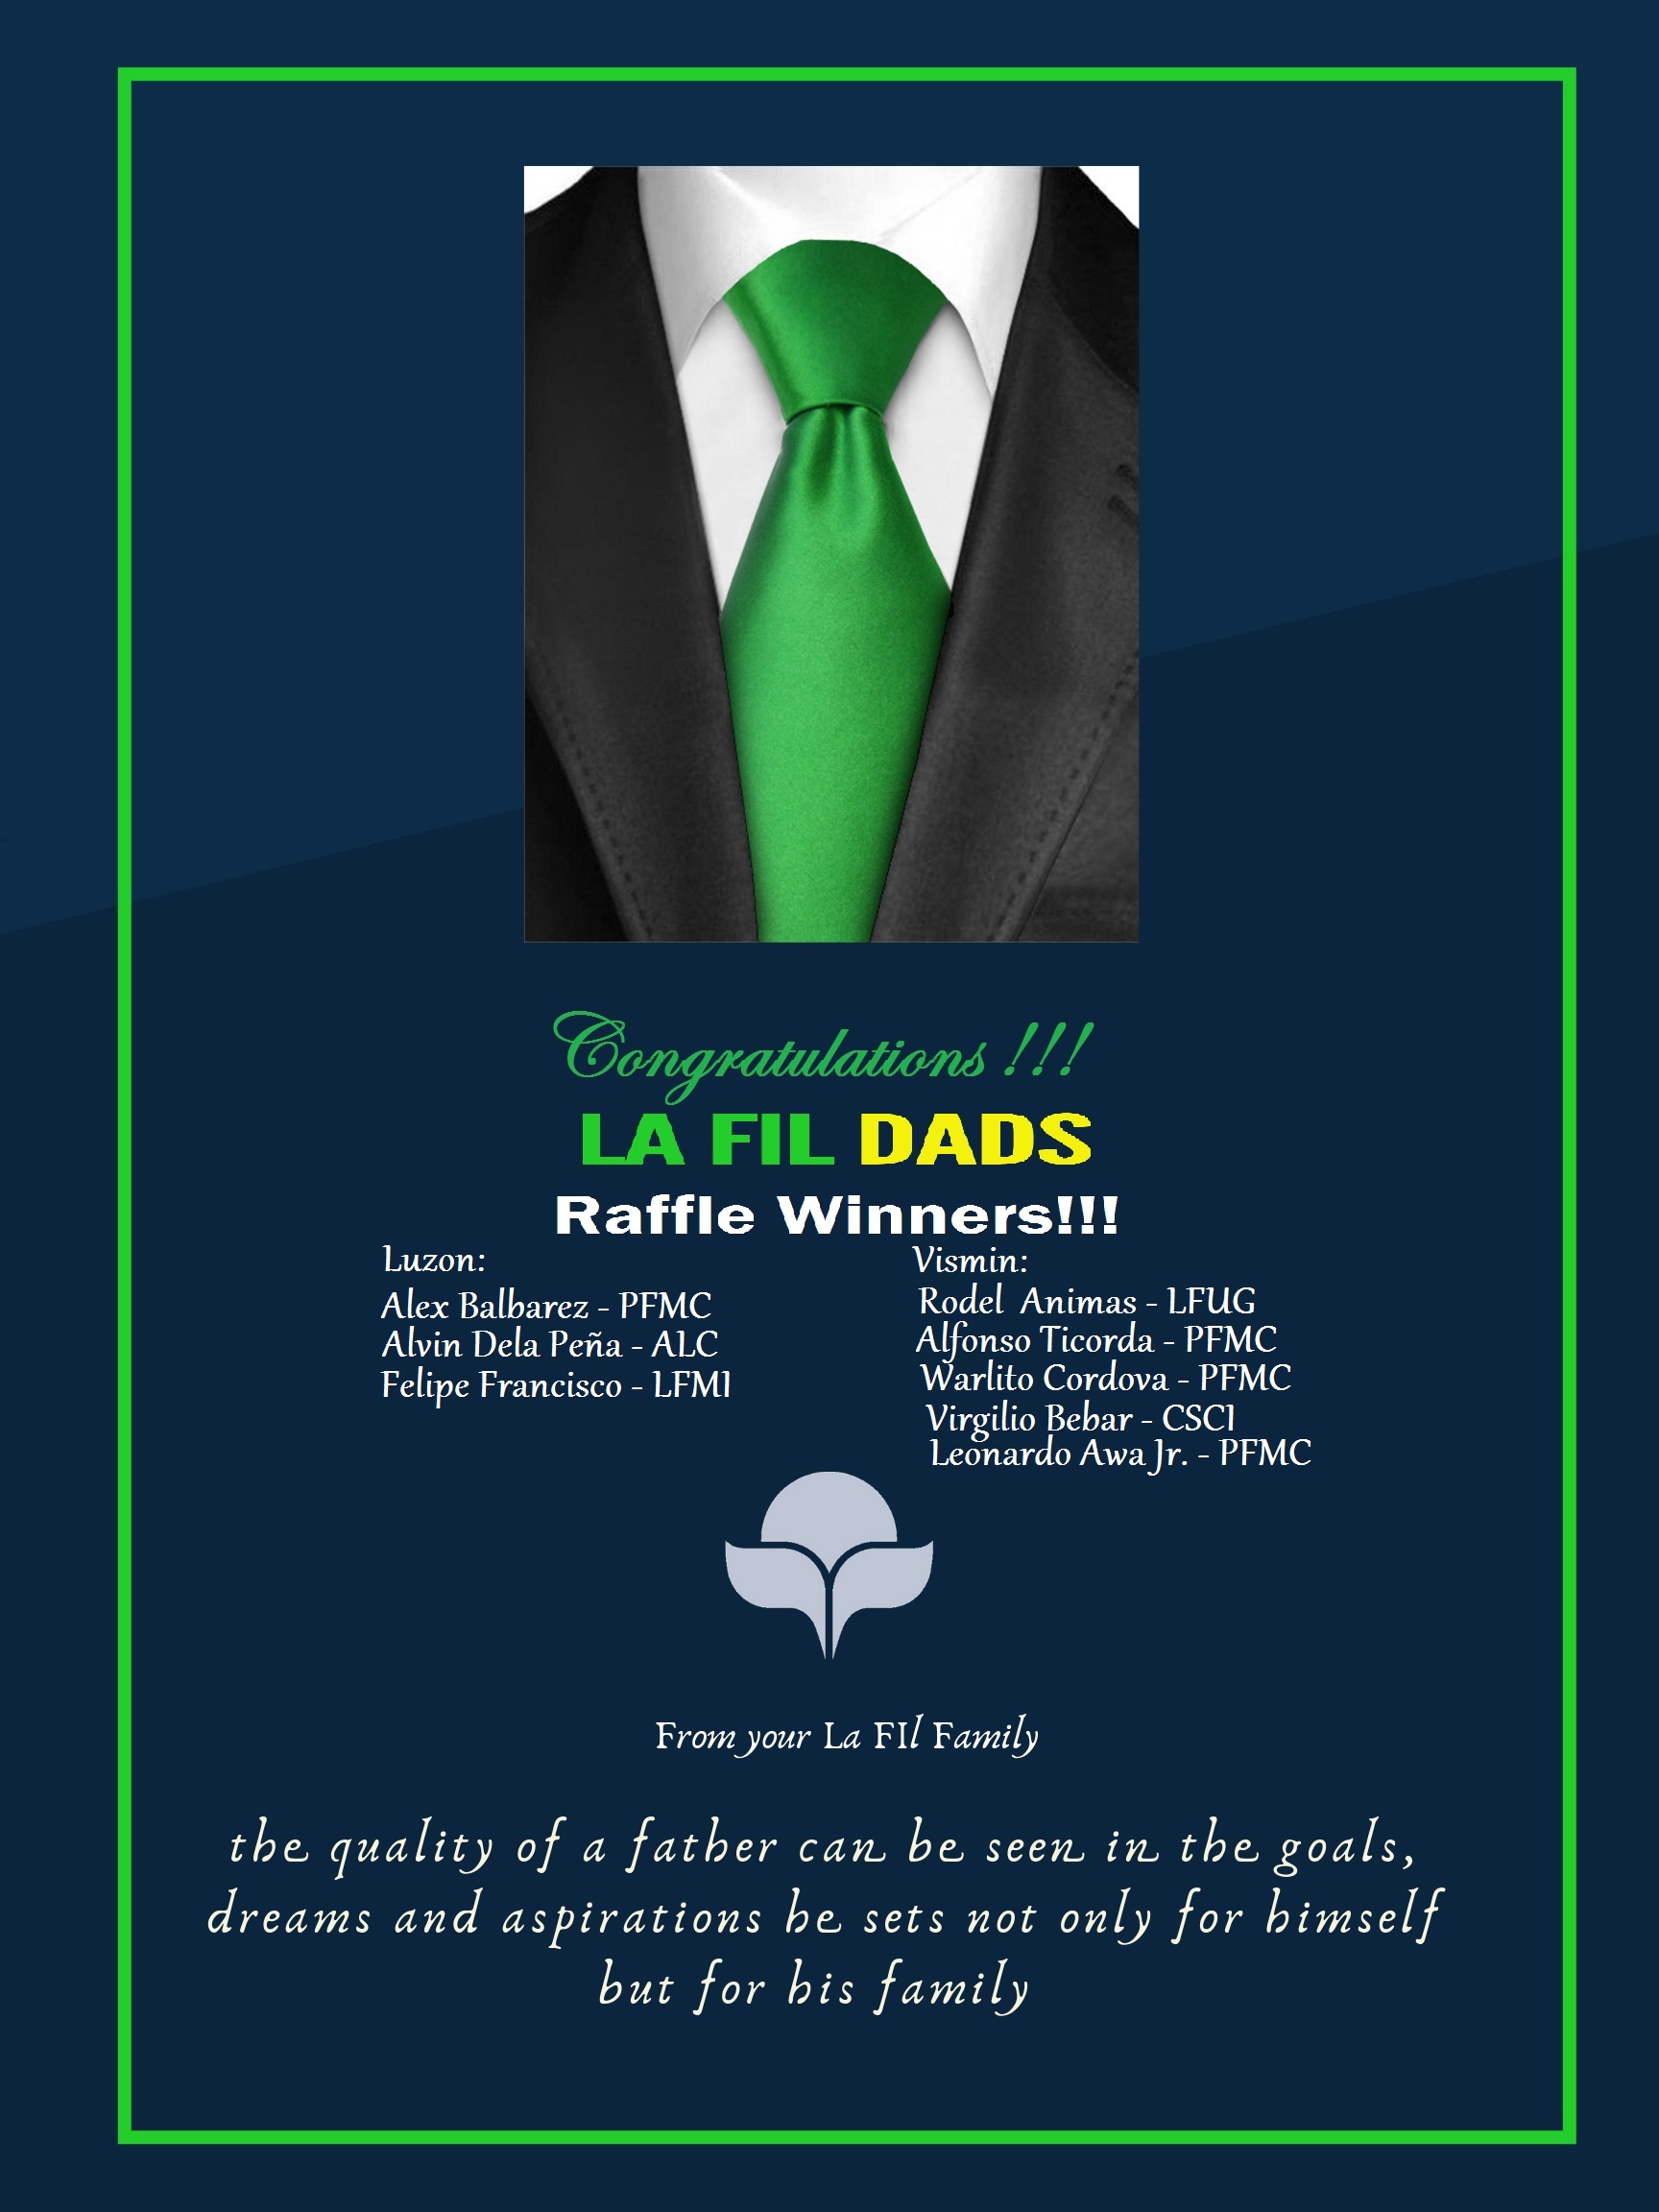 Congratulations !!!
LA FIL DADS
Raffle Winners!!!
Luzon:
Alex Balbarez - PFMC
Alvin Dela Peña - ALC
Felipe Francisco - LFMI
Vismin:
Rodel Animas - LFUG
Alfonso Ticorda - PFMC
Warlito Cordova - PFMC
Virgilio Bebar - CSCI
Leonardo Awa Jr. - PFMC
From your La FIl Family
the quality of a father can be seen in the goals,
dreams and aspirations he sets not only for himself
but for his family